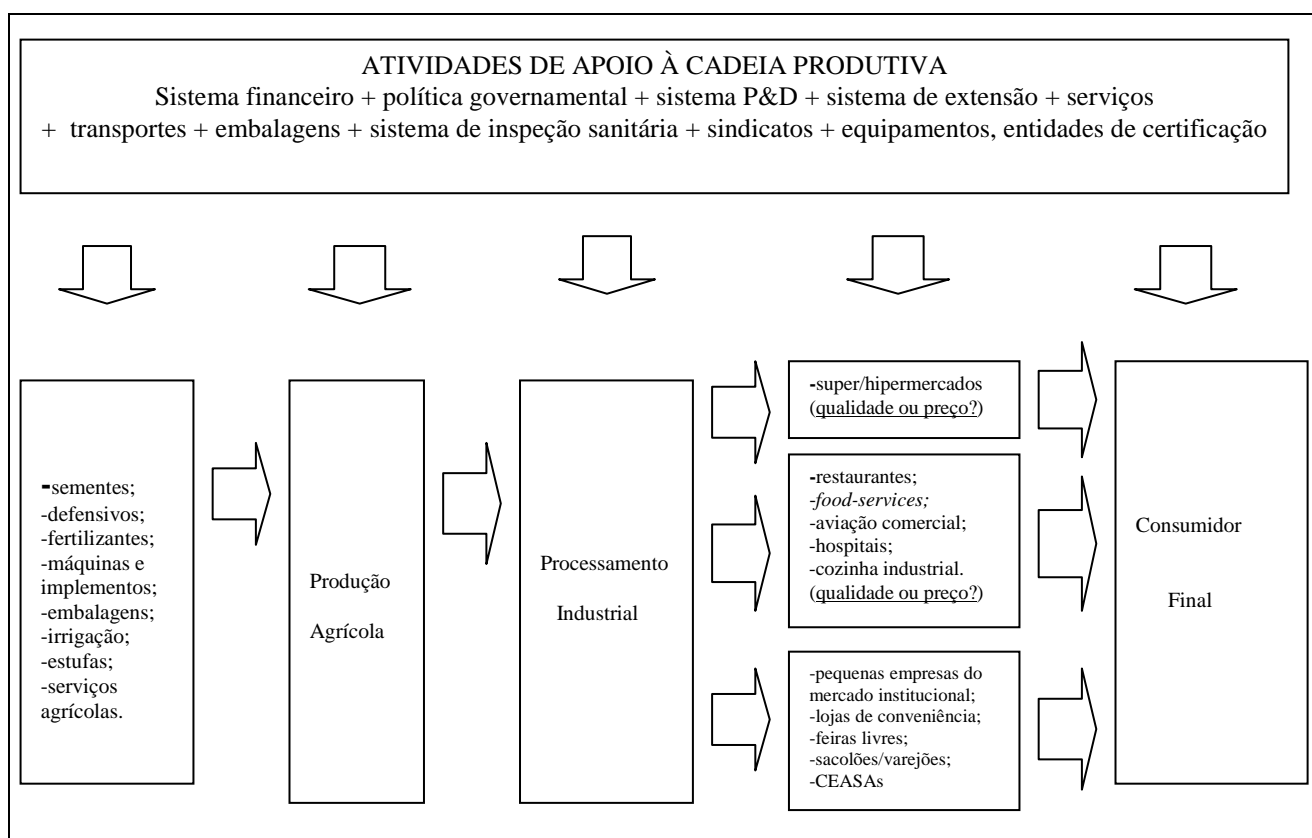 ATIVIDADES DE APOIO À CADEIA PRODUTIVA
Sistema financeiro + política governamental + sistema P&D + sistema de extensão + serviços
+ transportes + embalagens + sistema de inspeção sanitária + sindicatos + equipamentos, entidades de certificação
-sementes;
-defensivos;
-fertilizantes;
-máquinas e
implementos;
-embalagens;
-irrigação;
-estufas;
-serviços
agrícolas.
Produção
Agrícola
Processamento
Industrial
-super/hipermercados
(qualidade ou preço?)
-restaurantes;
-food-services;
-aviação comercial;
-hospitais;
-cozinha industrial.
(qualidade ou preço?)
-pequenas empresas do
mercado institucional;
-lojas de conveniência;
-feiras livres;
-sacolões/varejões;
-CEASAs
Consumidor
Final